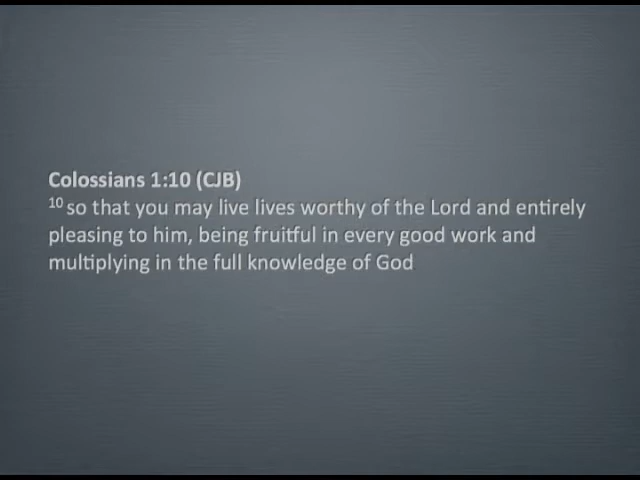 Colossians 1:10 (CJB)
10 so that you may live lives worthy of the Lord and entirely
pleasing to him, being fruitful in every good work and
multiplying in the full knowledge of God